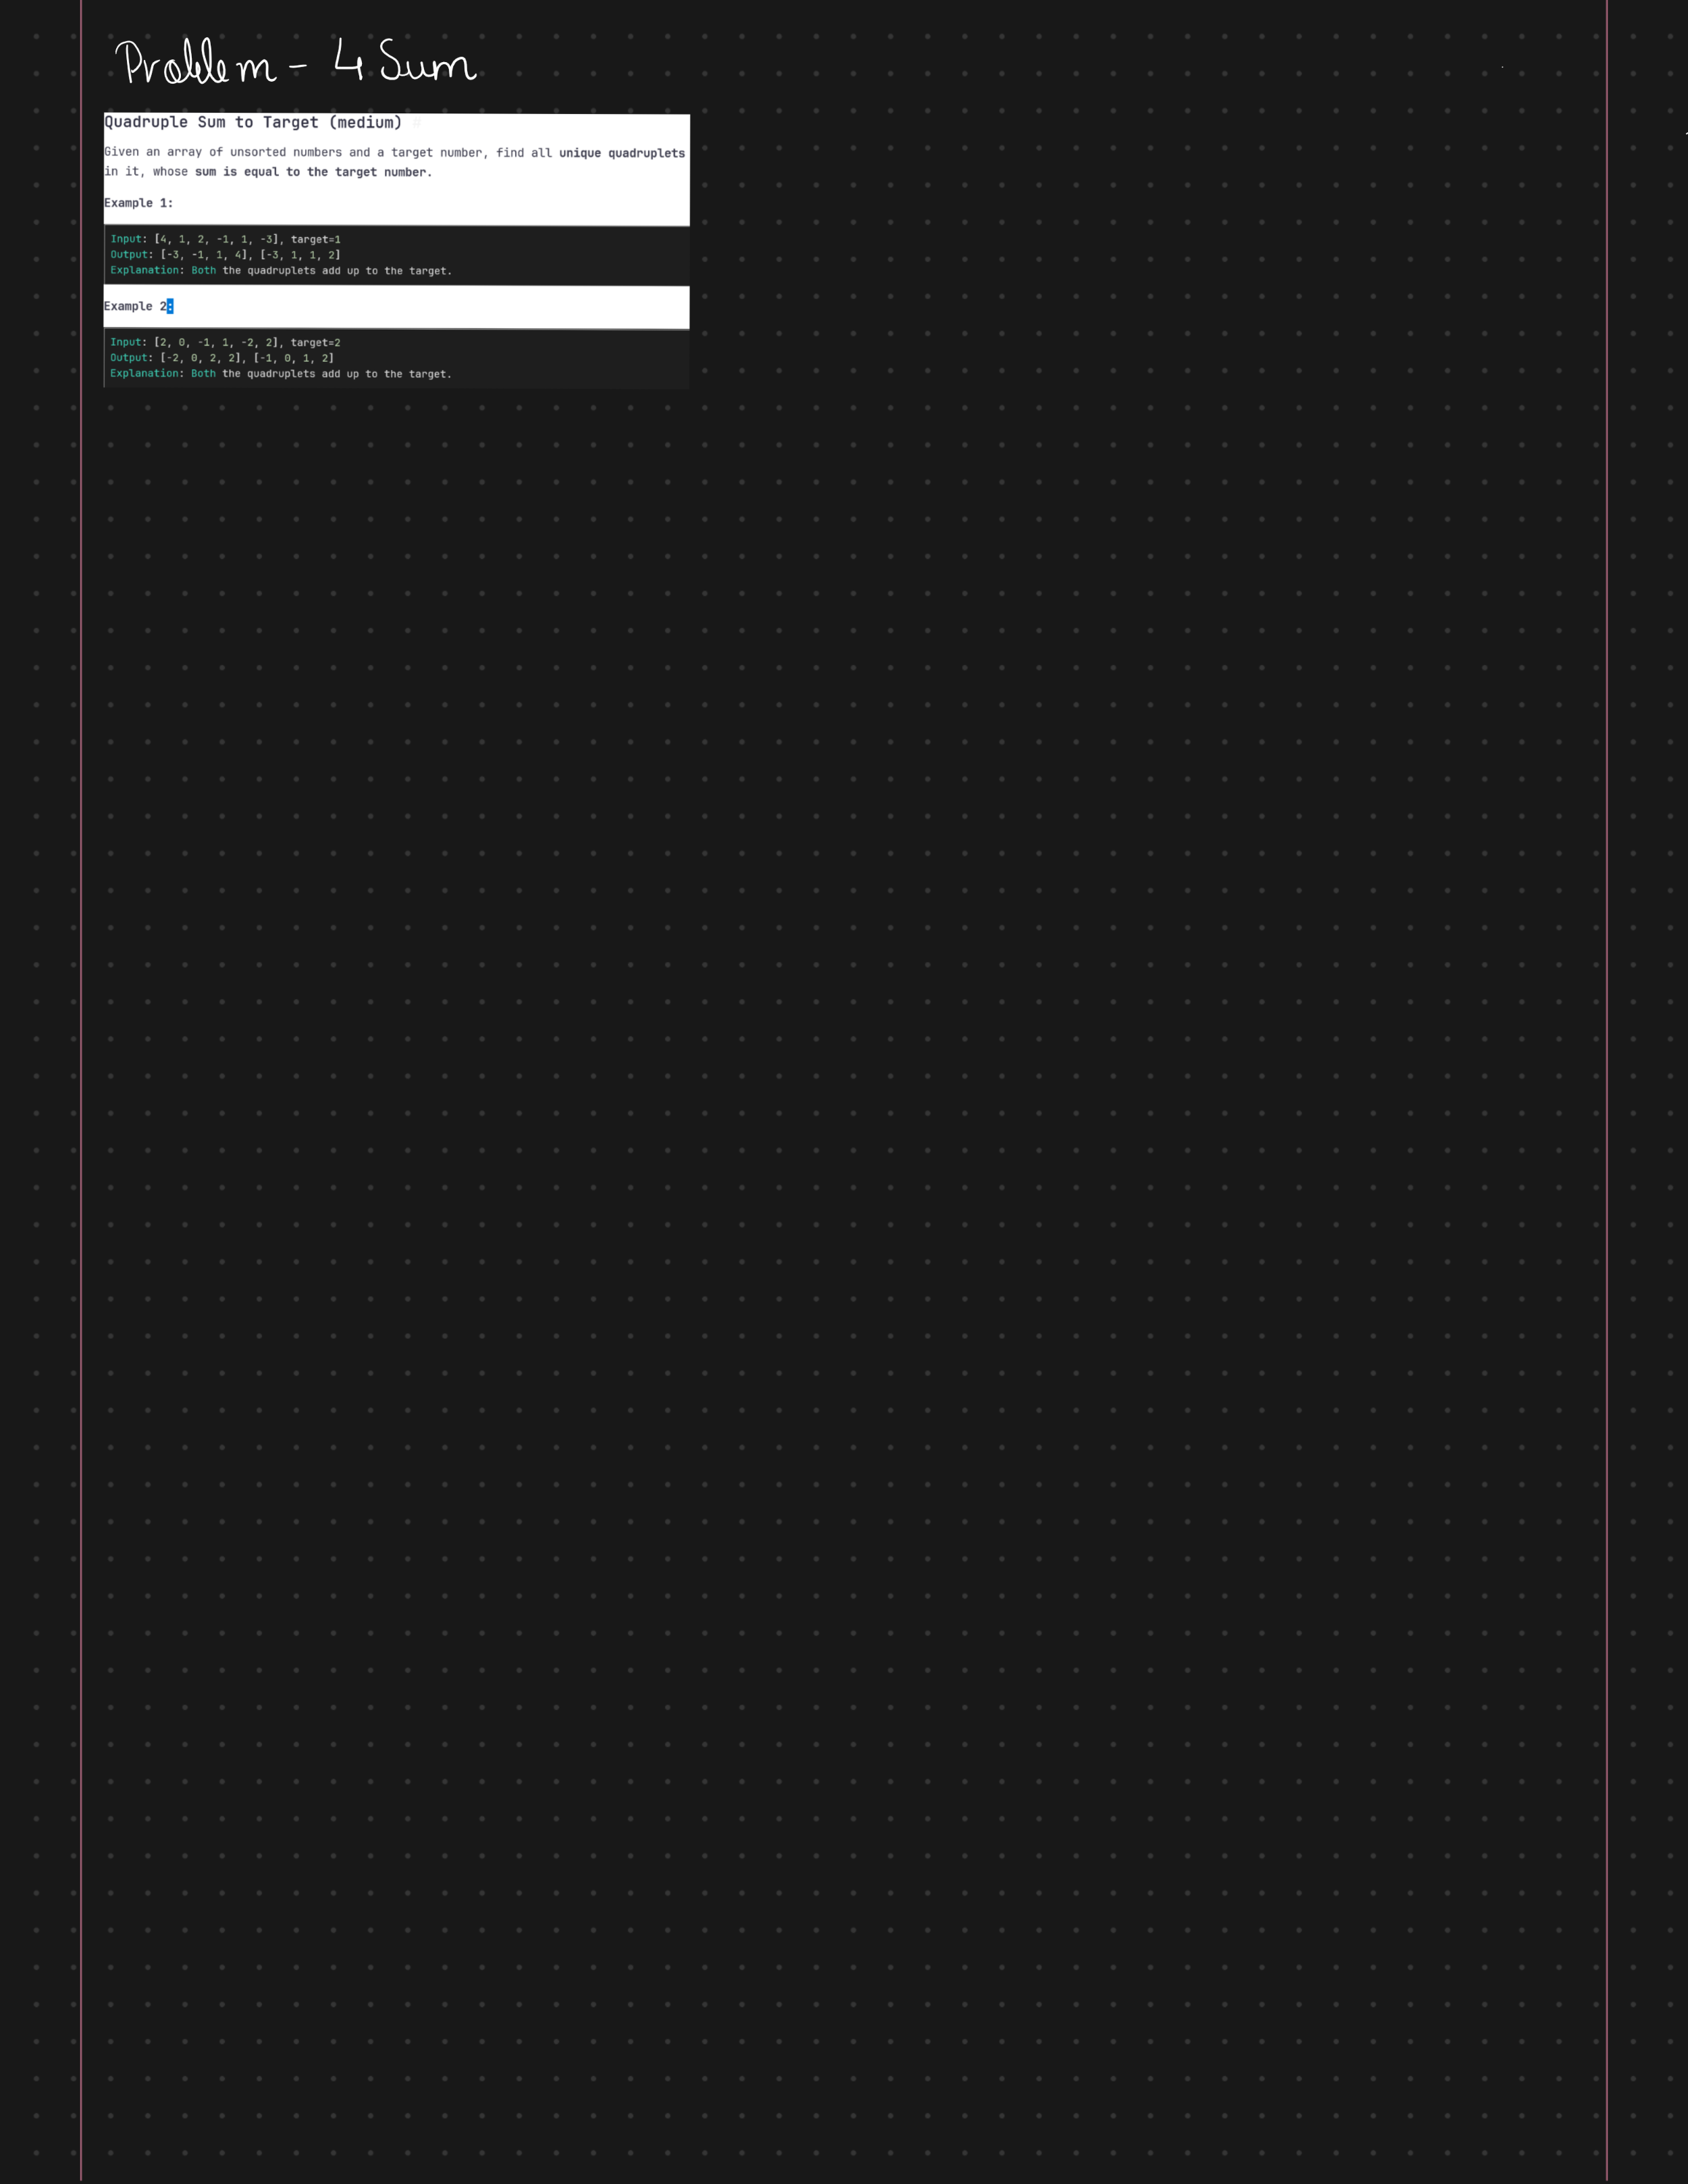 Problem - 4 Sum
Quadruple Sum to Target (medium)
Given an array of unsorted numbers and a target number, find all unique quadruplets
in it, whose sum is equal to the target number.
Example 1:
Input: [4, 1, 2, -1, 1, -3], target=1
Output: [-3, -1, 1, 4], [-3, 1, 1, 2]
Explanation: Both the quadruplets add up to the target.
Example 2:
Input: [2, 0, -1, 1, -2, 2], target=2
Output: [-2, 0, 2, 2], [-1, 0, 1, 2]
Explanation: Both the quadruplets add up to the target.